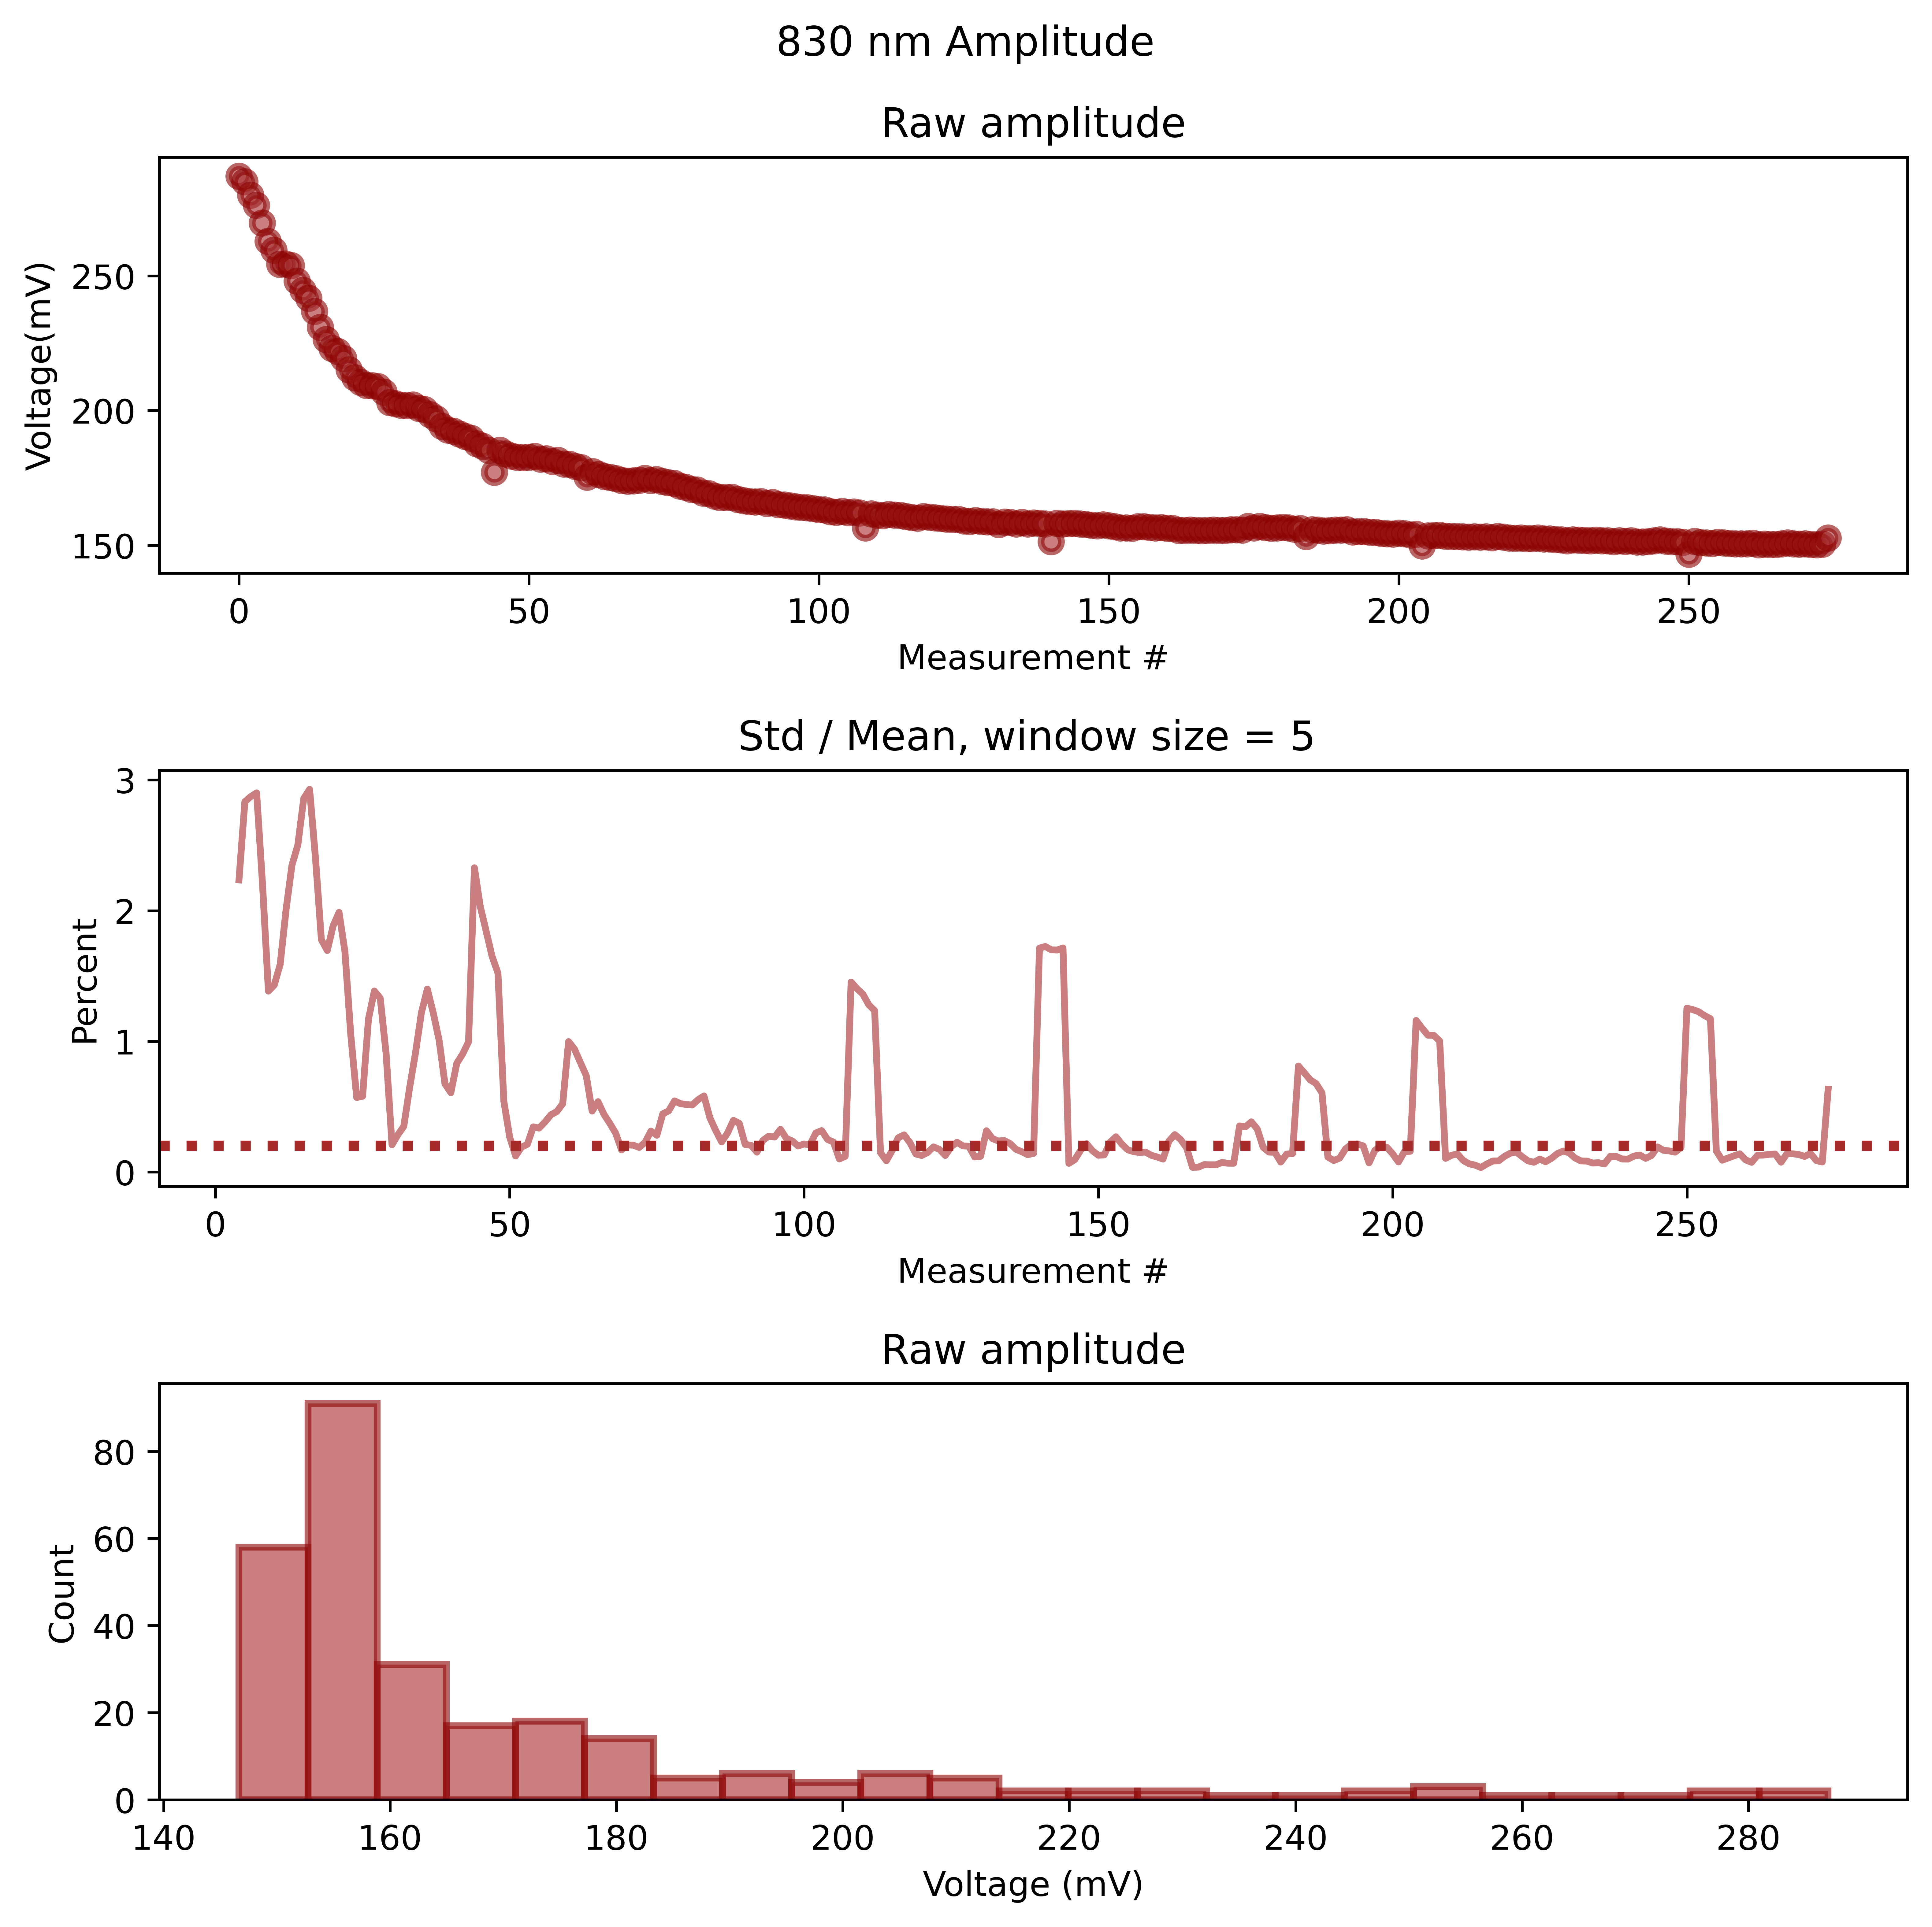 830 nm Amplitude
Raw amplitude
Voltage(mV)
250
200
150
0 50 100 150 200 250
Measurement #
Std / Mean, window size = 5
Percent
3
2
1
0
0 50 100 150 200 250
Measurement #
Raw amplitude
Count
80
60
40
20
0
140 160 180 200 220 240 260 280
Voltage (mV)